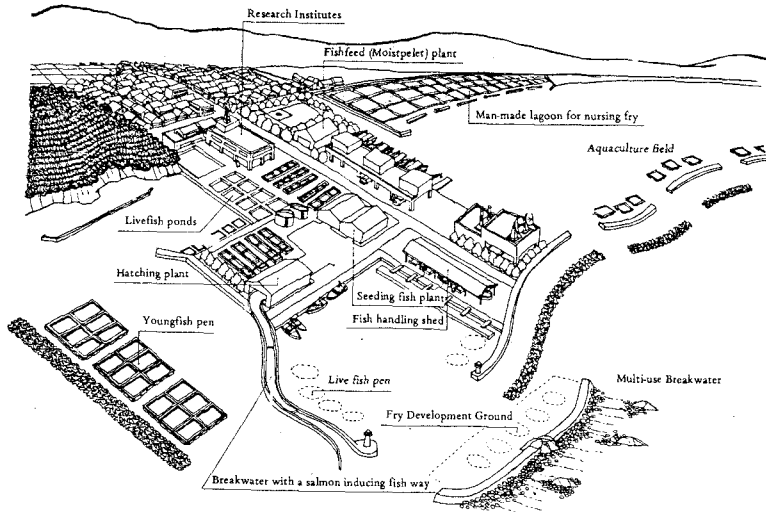 Research Institutes
Fishfeed (Moistpelet) plant
Man-made lagoon for nursing fry
Aquaculture field
Livefish ponds
Hatching plant
Seeding fish plant
Fish handling shed
Youngfish pen
Live fish pen
Multi-use Breakwater
Fry Development Ground
Breakwater with a salmon inducing fish way